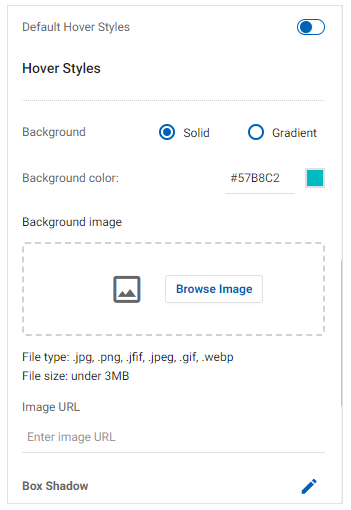 Default Hover Styles
Hover Styles
Background Solid Gradient
Background color: #57B8C2
Background image
Browse Image
File type: .jpg, .png, .jfif, .jpeg, .gif, .webp
File size: under 3MB
Image URL
Enter image URL
Box Shadow